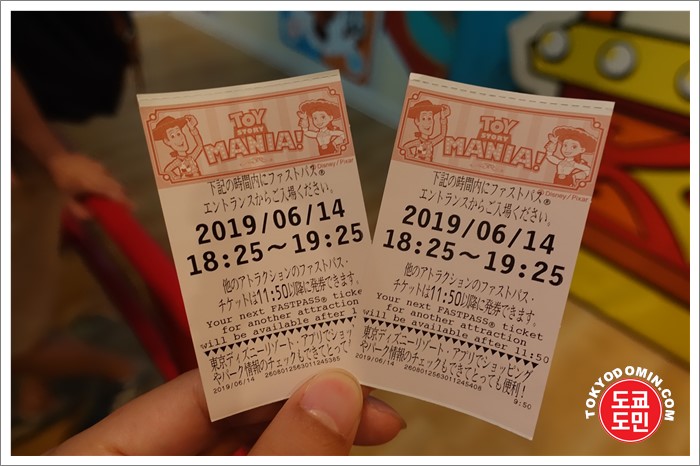 TOY
STORY
MANIA!
© Disney / Pixar
下記の時間内にファストパス®
エントランスからご入場ください。
2019/06/14
18:25～19:25
他のアトラクションのファストパス・
チケットは11:50以降に発券できます。
Your next FASTPASS® ticket
for another attraction
will be available after 1
東京ディズニーリゾート・アプリでショッピ
やパーク情報のチェックもできてとっ
2019/06/14 26080125631012453
TOY
STORY
MANIA!
© Disney / Pixar
下記の時間内にファストパス®
エントランスからご入場ください。
2019/06/14
18:25～19:25
他のアトラクションのファストパス・
チケットは11:50以降に発券できます。
Your next FASTPASS® ticket
for another attraction
will be available after 11:50
東京ディズニーリゾート・アプリでショッピング
やパーク情報のチェックもできてとっても便利!
2019/06/14 2608012563101245408
9:50
TOKYODOMIN.COM
도쿄
도민